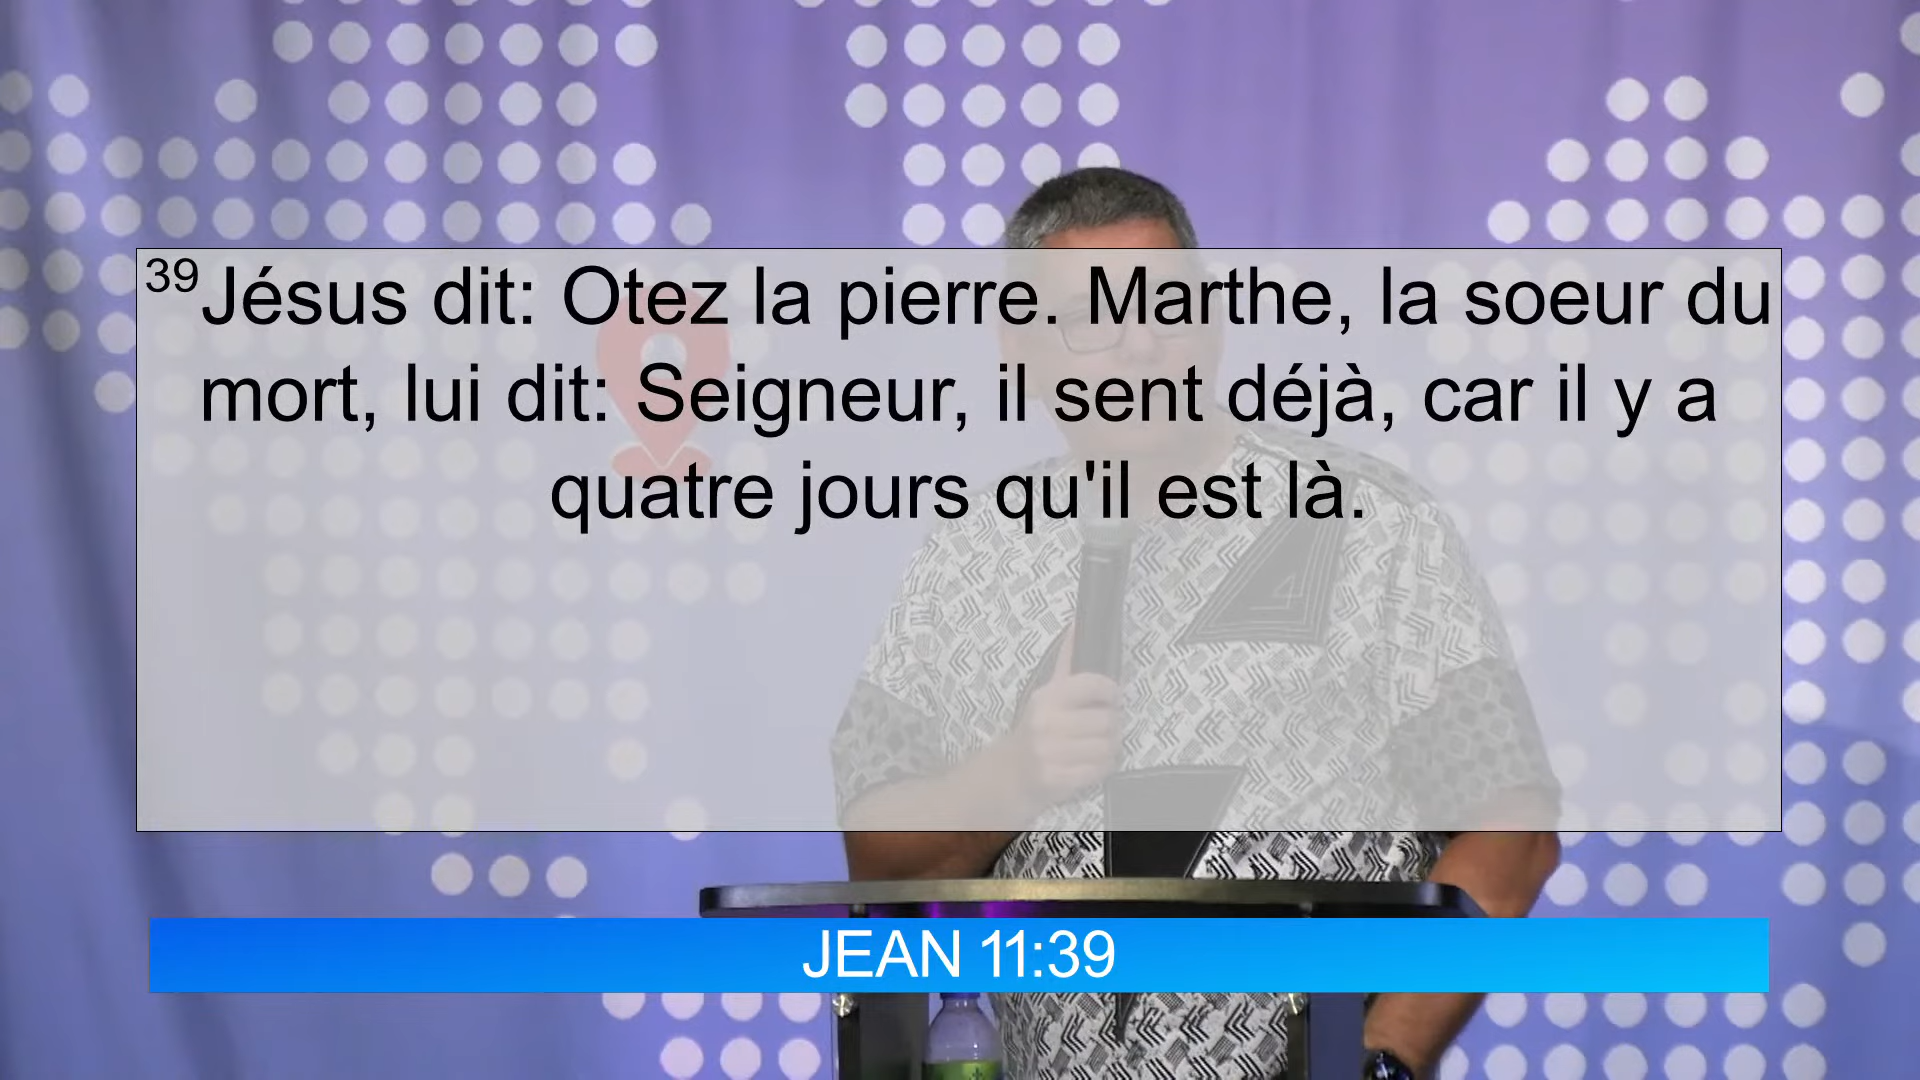 39Jésus dit: Otez la pierre. Marthe, la soeur du
mort, lui dit: Seigneur, il sent déjà, car il y a
quatre jours qu'il est là.
JEAN 11:39